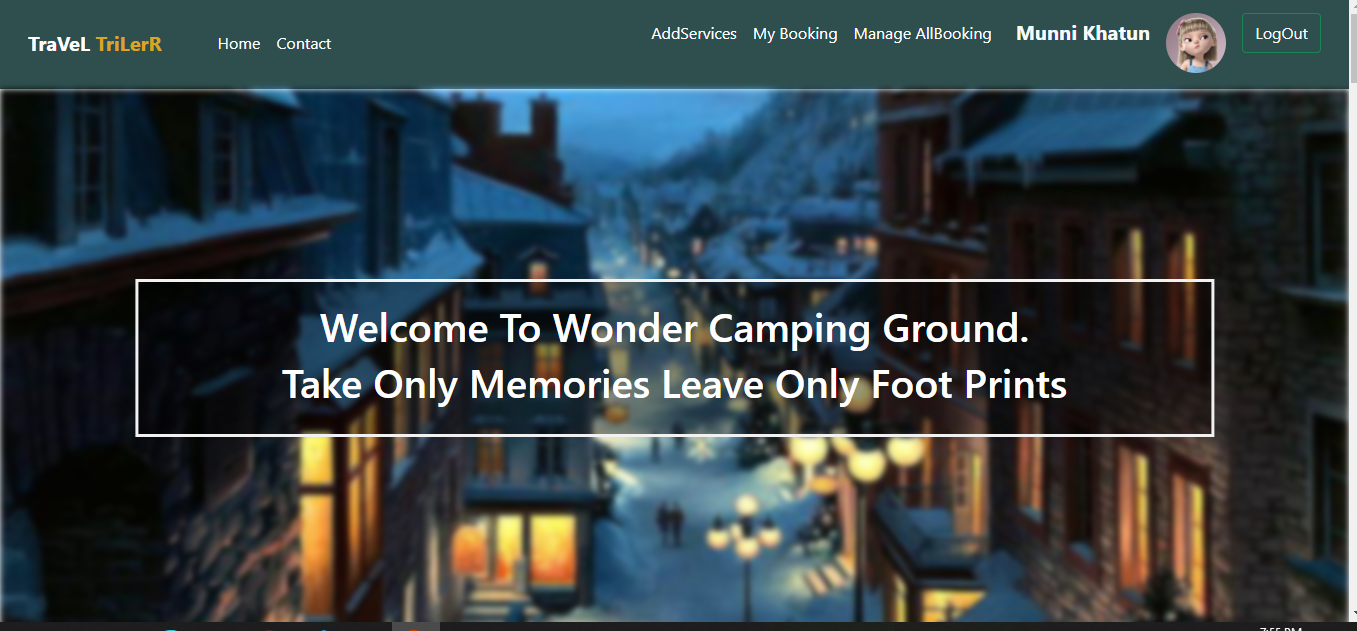 TraVeL TriLerR
Home Contact
AddServices My Booking Manage AllBooking Munni Khatun LogOut
Welcome To Wonder Camping Ground.
Take Only Memories Leave Only Foot Prints